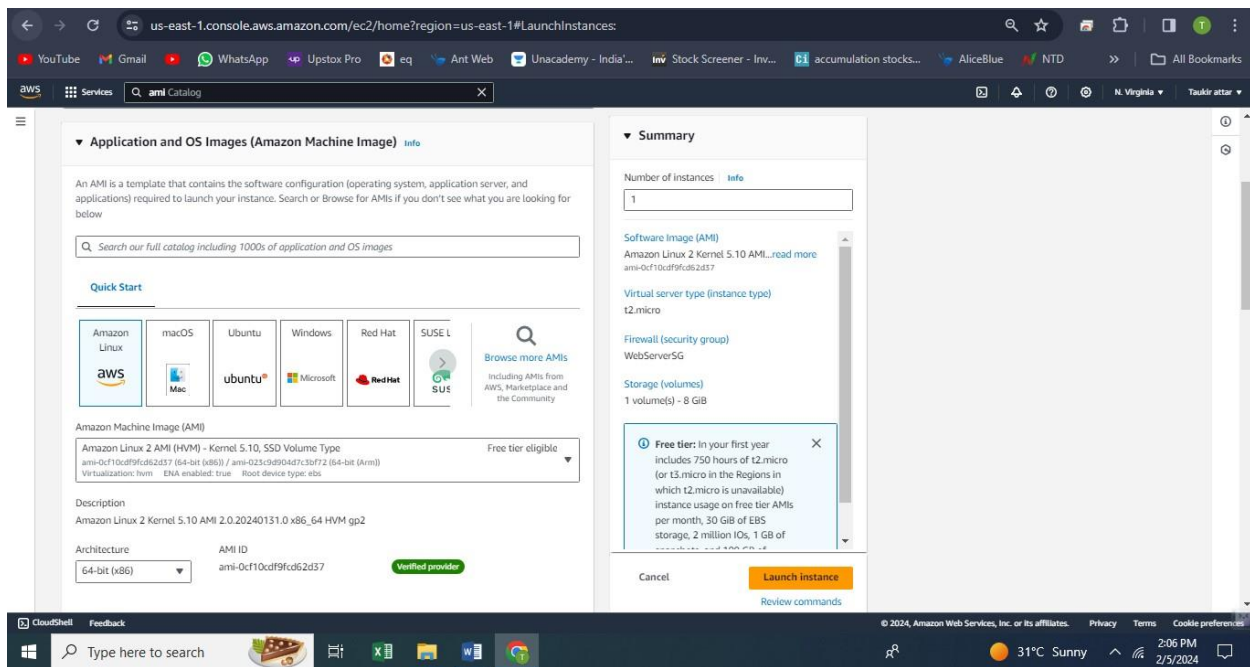 us-east-1.console.aws.amazon.com/ec2/home?region=us-east-1#LaunchInstances:
T
YouTube Gmail WhatsApp up Upstox Pro eq Ant Web Unacademy - India'... Inv Stock Screener - Inv... Ci accumulation stocks... AliceBlue NTD » All Bookmarks
aws Services ami Catalog N. Virginia Taukir attar
Application and OS Images (Amazon Machine Image) Info
An AMI is a template that contains the software configuration (operating system, application server, and
applications) required to launch your instance. Search or Browse for AMIs if you don't see what you are looking for
below
Search our full catalog including 1000s of application and OS images
Quick Start
Amazon
Linux
aws
macOS
Mac
Ubuntu
ubuntu
Windows
Microsoft
Red Hat
Red Hat
SUSE L
SUS
Browse more AMIs
Including AMIs from
AWS, Marketplace and
the Community
Amazon Machine Image (AMI)
Amazon Linux 2 AMI (HVM) - Kernel 5.10, SSD Volume Type Free tier eligible
ami-0cf10cdf9fcd62d37 (64-bit (x86)) / ami-023c9d904d7c3bf72 (64-bit (Arm))
Virtualization: hvm ENA enabled: true Root device type: ebs
Description
Amazon Linux 2 Kernel 5.10 AMI 2.0.20240131.0 x86_64 HVM gp2
Architecture AMI ID
64-bit (x86) ami-0cf10cdf9fcd62d37 Verified provider
Summary
Number of instances Info
1
Software Image (AMI)
Amazon Linux 2 Kernel 5.10 AMI...read more
ami-0cf10cdf9fcd62d37
Virtual server type (instance type)
t2.micro
Firewall (security group)
WebServerSG
Storage (volumes)
1 volume(s) - 8 GiB
Free tier: In your first year
includes 750 hours of t2.micro
(or t3.micro in the Regions in
which t2.micro is unavailable)
instance usage on free tier AMIs
per month, 30 GiB of EBS
storage, 2 million IOs, 1 GB of
Cancel Launch instance
Review commands
CloudShell Feedback © 2024, Amazon Web Services, Inc. or its affiliates. Privacy Terms Cookie preferences
Type here to search 31°C Sunny 2:06 PM
2/5/2024